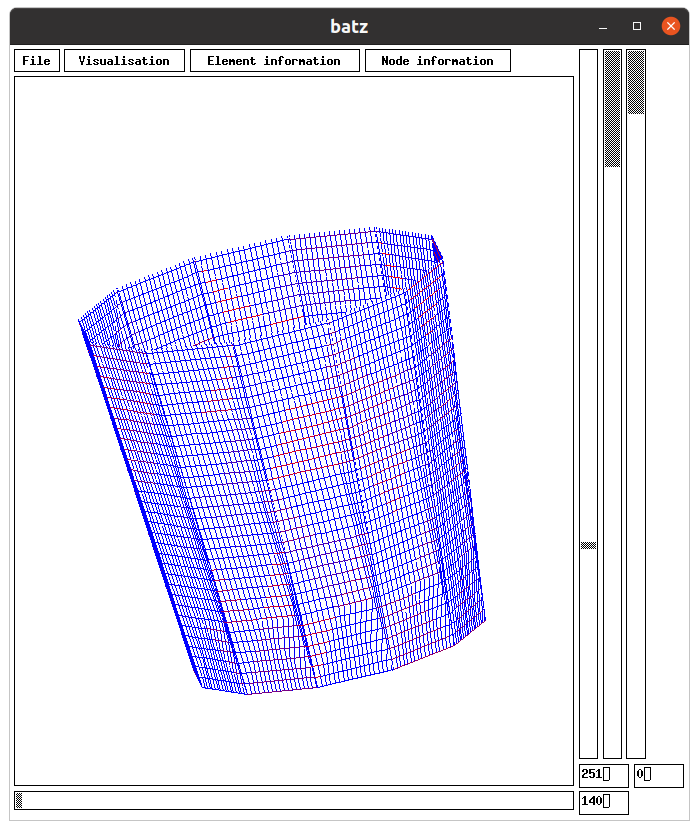 batz
File Visualisation Element information Node information
251 0
140